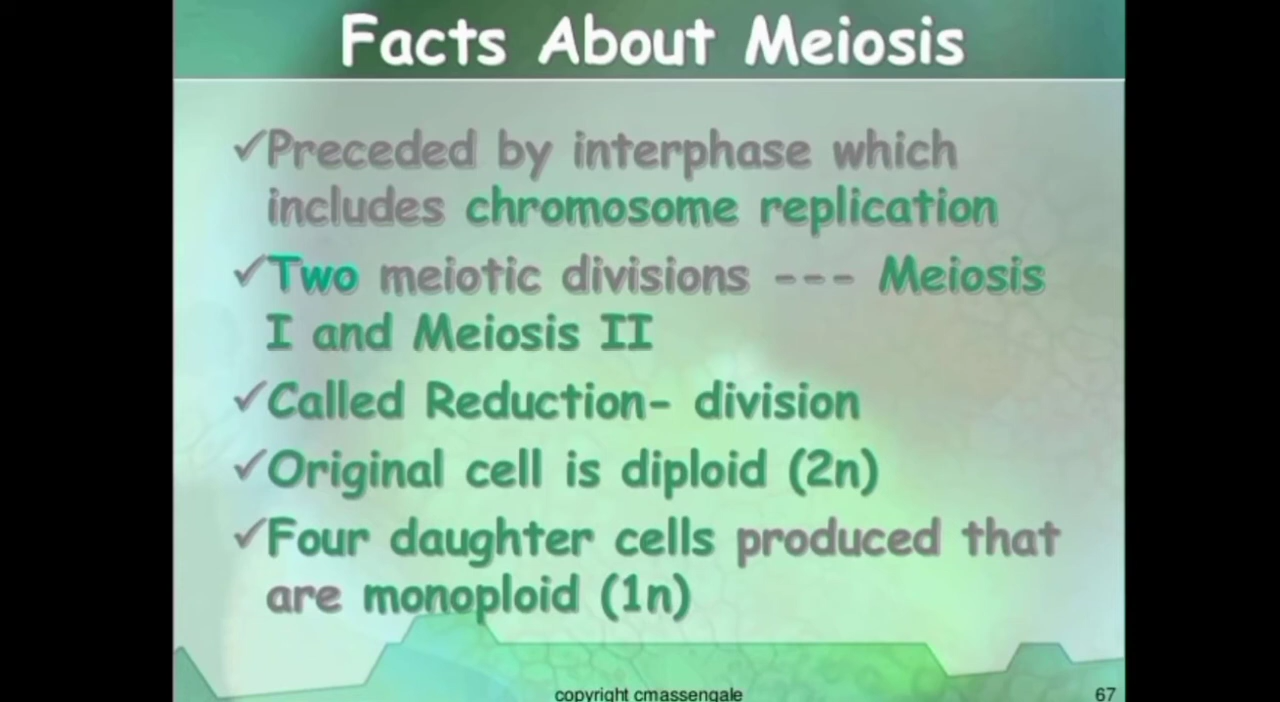 Facts About Meiosis
✓Preceded by interphase which
includes chromosome replication
✓Two meiotic divisions --- Meiosis
I and Meiosis II
✓Called Reduction- division
✓Original cell is diploid (2n)
✓Four daughter cells produced that
are monoploid (1n)
copyright cmassengale
67